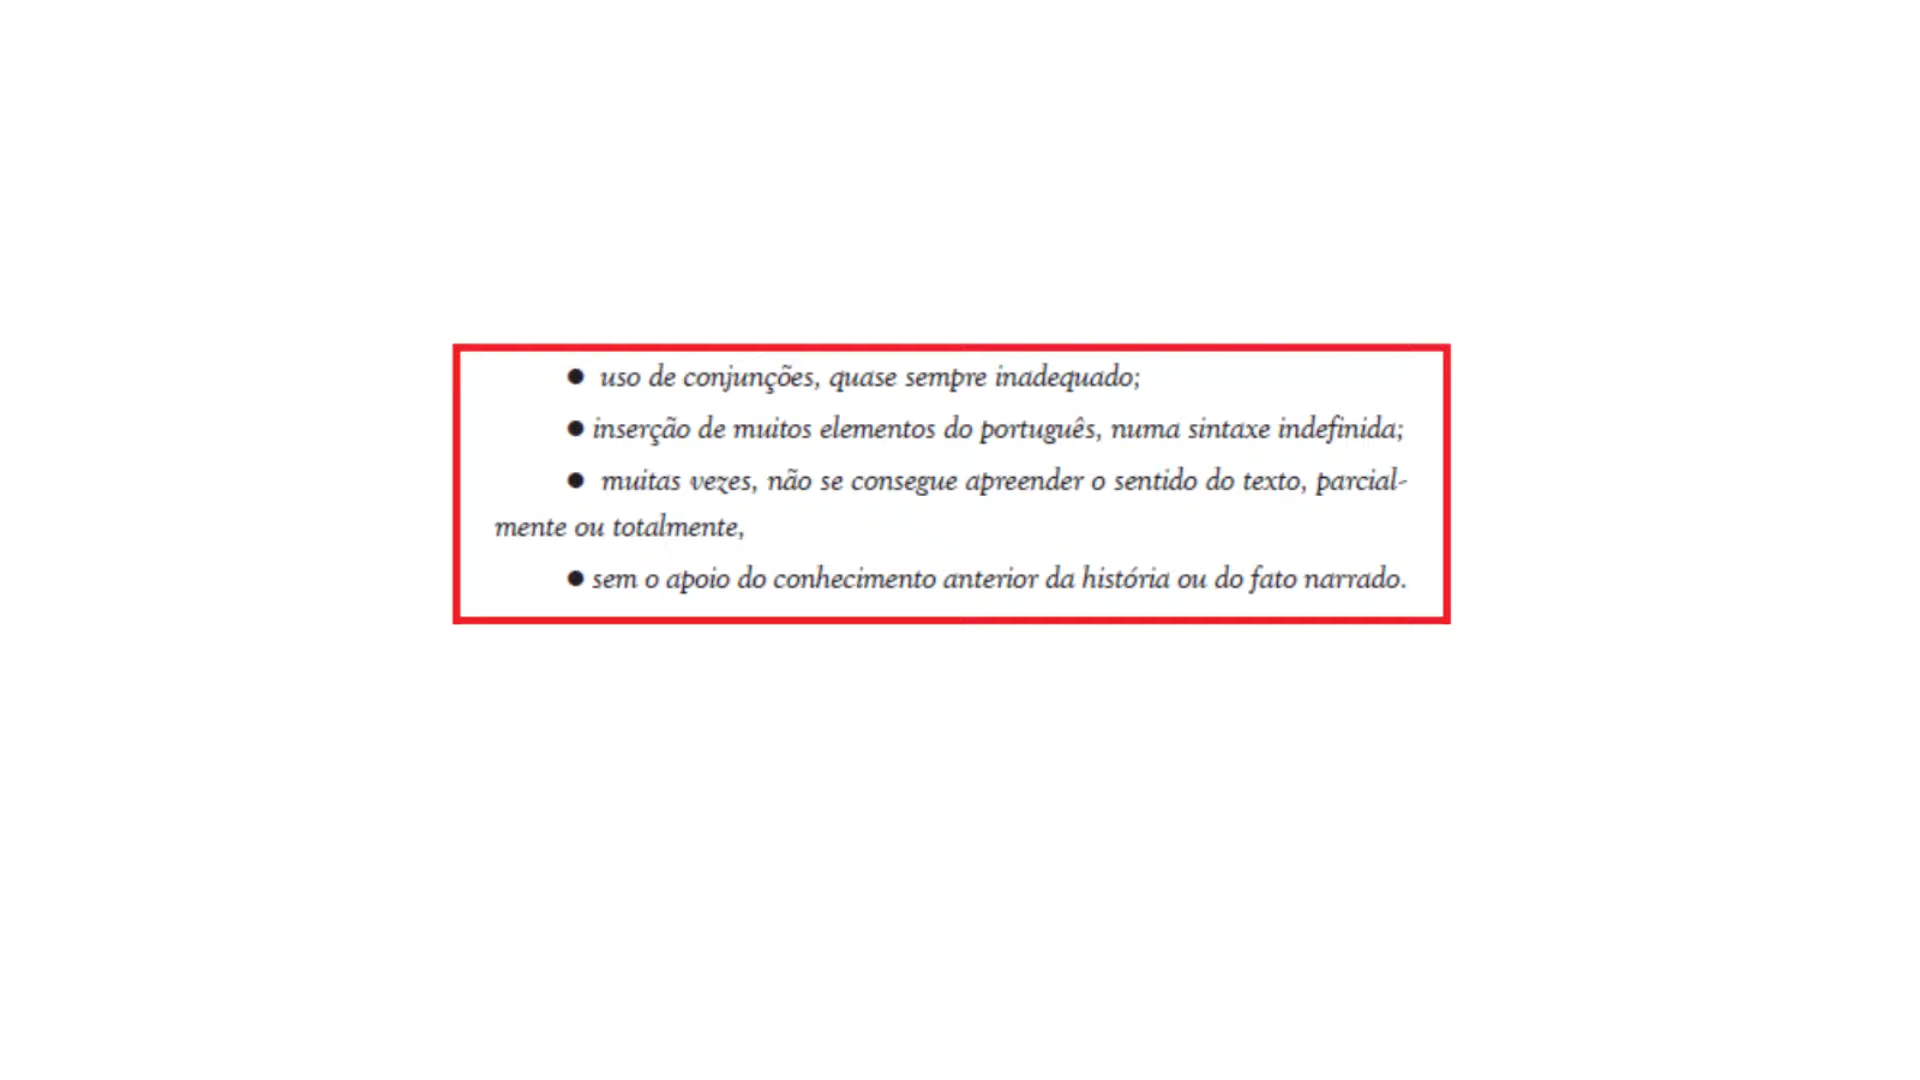 ● uso de conjunções, quase sempre inadequado;
● inserção de muitos elementos do português, numa sintaxe indefinida;
● muitas vezes, não se consegue apreender o sentido do texto, parcial-
mente ou totalmente,
● sem o apoio do conhecimento anterior da história ou do fato narrado.